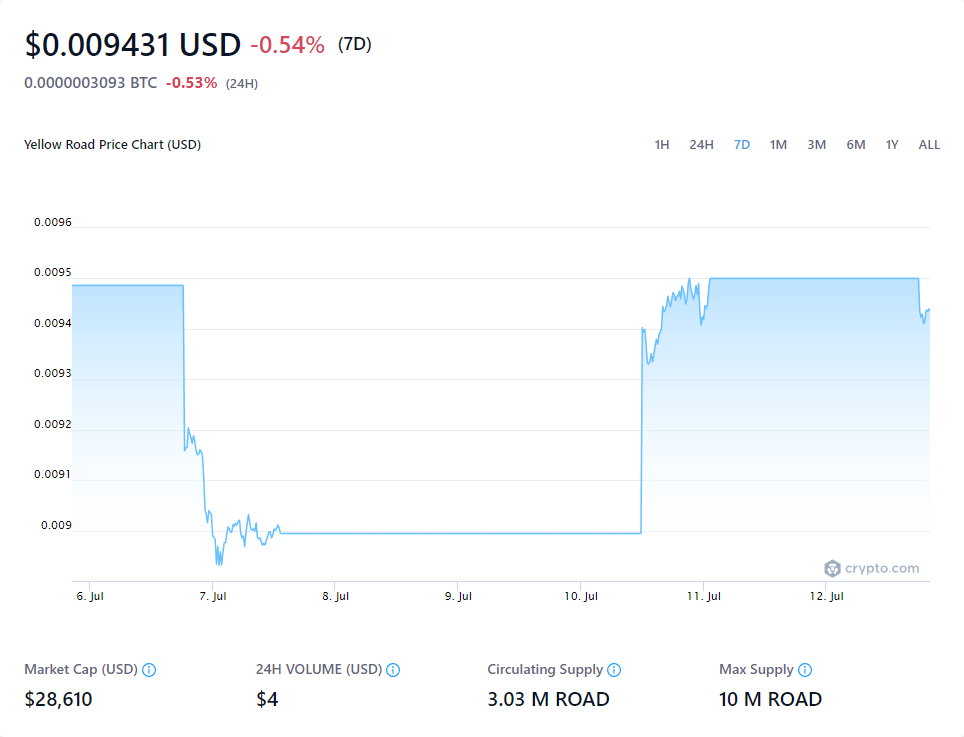 $0.009431 USD -0.54% (7D)
0.0000003093 BTC -0.53% (24H)
Yellow Road Price Chart (USD)
1H 24H 7D 1M 3M 6M 1Y ALL
0.0096
0.0095
0.0094
0.0093
0.0092
0.0091
0.009
crypto.com
6. Jul 7. Jul 8. Jul 9. Jul 10. Jul 11. Jul 12. Jul
Market Cap (USD) 24H VOLUME (USD) Circulating Supply Max Supply
$28,610 $4 3.03 M ROAD 10 M ROAD